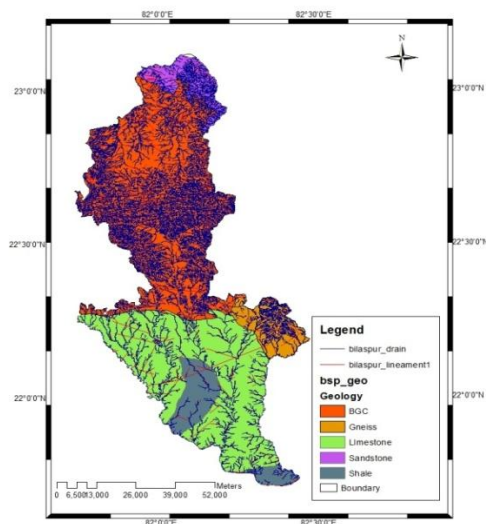 82°0'0"E 82°30'0"E
N
23°0'0"N 23°0'0"N
22°30'0"N 22°30'0"N
22°0'0"N 22°0'0"N
Legend
bilaspur_drain
bilaspur_lineament1
bsp_geo
Geology
BGC
Gneiss
Limestone
Sandstone
Shale
Boundary
Meters
0 6,500 13,000 26,000 39,000 52,000
82°0'0"E 82°30'0"E